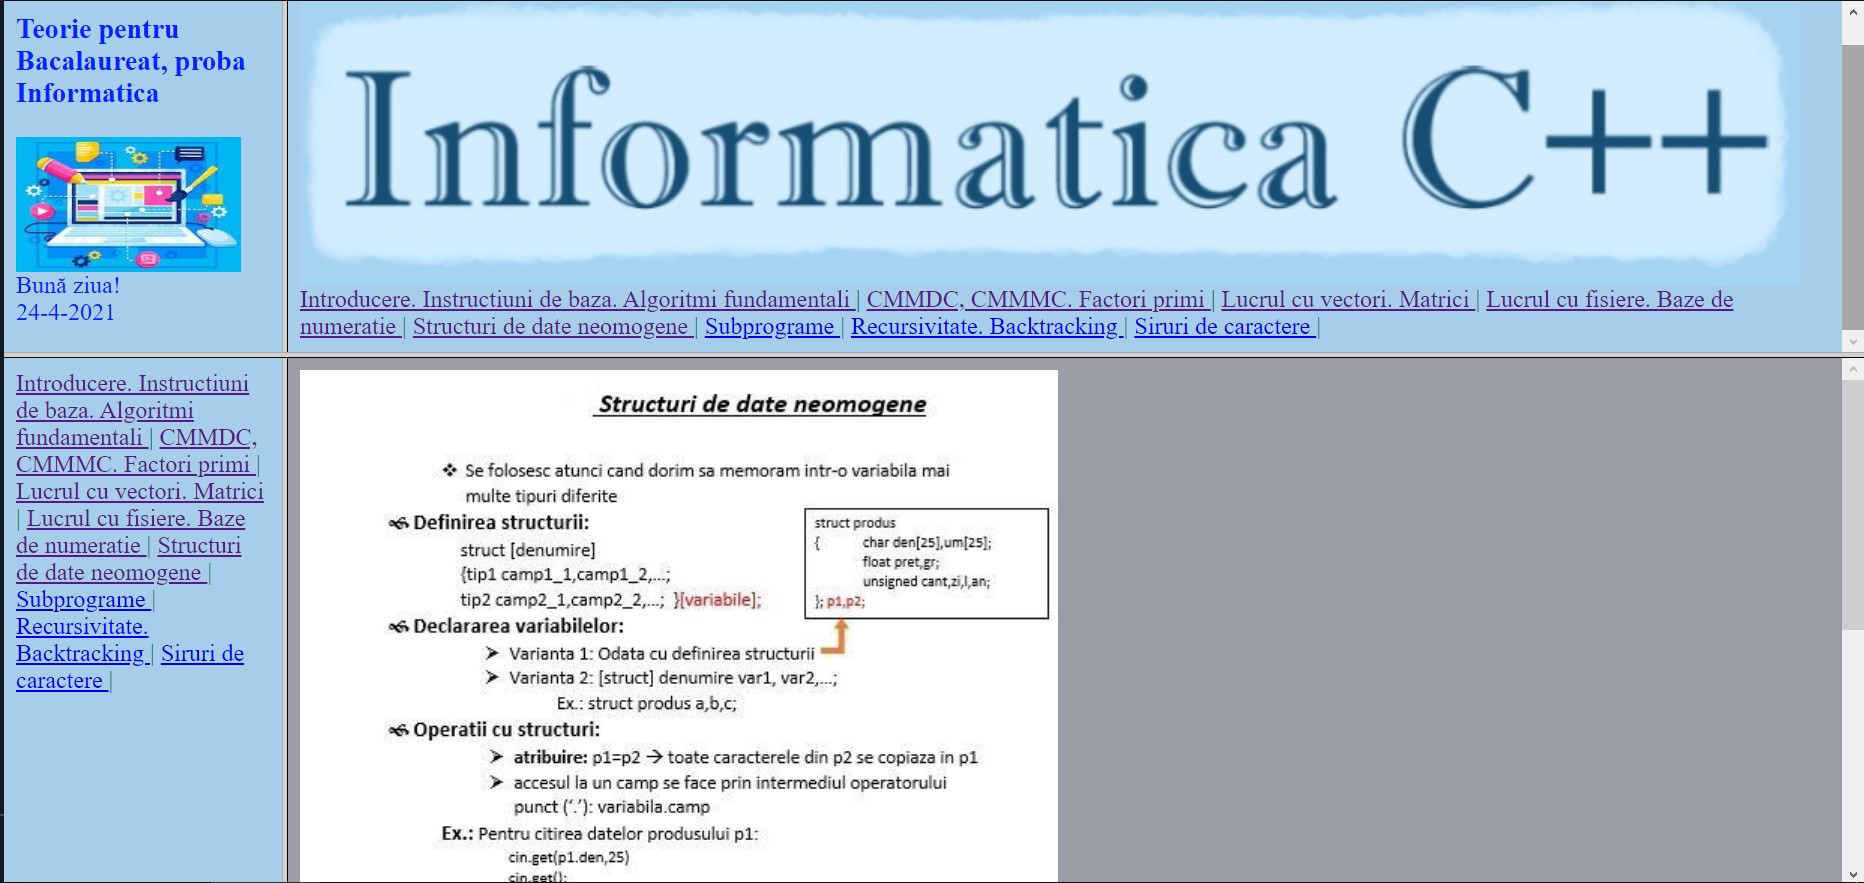 Teorie pentru
Bacalaureat, proba
Informatica
Bună ziua!
24-4-2021
Informatica C++
Introducere. Instructiuni de baza. Algoritmi fundamentali | CMMDC, CMMMC. Factori primi | Lucrul cu vectori. Matrici | Lucrul cu fisiere. Baze de
numeratie | Structuri de date neomogene | Subprograme | Recursivitate. Backtracking | Siruri de caractere |
Introducere. Instructiuni
de baza. Algoritmi
fundamentali | CMMDC,
CMMMC. Factori primi |
Lucrul cu vectori. Matrici
| Lucrul cu fisiere. Baze
de numeratie | Structuri
de date neomogene |
Subprograme |
Recursivitate.
Backtracking | Siruri de
caractere |
Structuri de date neomogene
❖ Se folosesc atunci cand dorim sa memoram intr-o variabila mai
multe tipuri diferite
Definirea structurii:
struct [denumire]
{tip1 camp1_1,camp1_2,...;
tip2 camp2_1,camp2_2,...; }[variabile];
struct produs
{ char den[25],um[25];
float pret,gr;
unsigned cant,zi,l,an;
}; p1,p2;
Declararea variabilelor:
➤ Varianta 1: Odata cu definirea structurii
➤ Varianta 2: [struct] denumire var1, var2,...;
Ex.: struct produs a,b,c;
Operatii cu structuri:
➤ atribuire: p1=p2 → toate caracterele din p2 se copiaza in p1
➤ accesul la un camp se face prin intermediul operatorului
punct ('.'): variabila.camp
Ex.: Pentru citirea datelor produsului p1:
cin.get(p1.den,25)
cin.get();